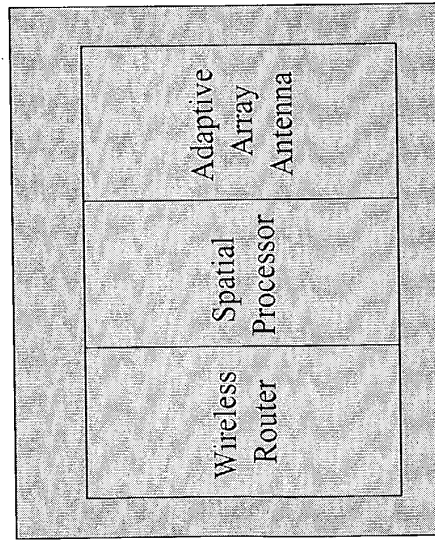 Wireless
Router
Spatial
Processor
Adaptive
Array
Antenna